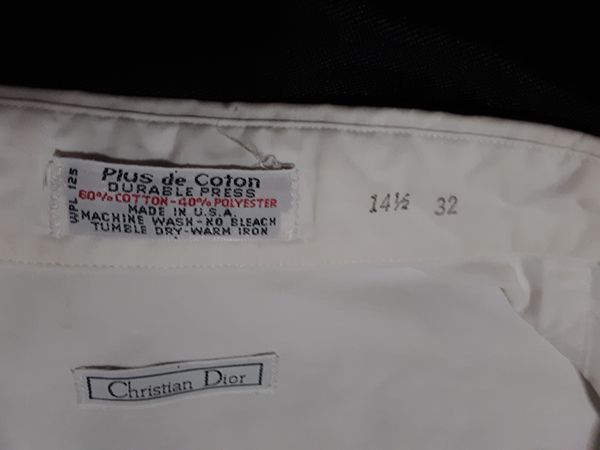 WPL 125
Plus de Coton
DURABLE PRESS
60% COTTON-40% POLYESTER
MADE IN U.S.A.
MACHINE WASH-NO BLEACH
TUMBLE DRY-WARM IRON
14½ 32
Christian Dior